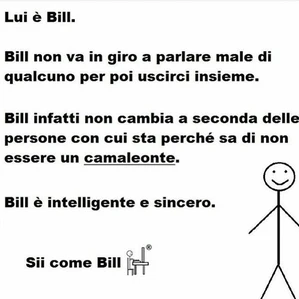 Lui è Bill.
Bill non va in giro a parlare male di
qualcuno per poi uscirci insieme.
Bill infatti non cambia a seconda delle
persone con cui sta perché sa di non
essere un camaleonte.
Bill è intelligente e sincero.
Sii come Bill ®